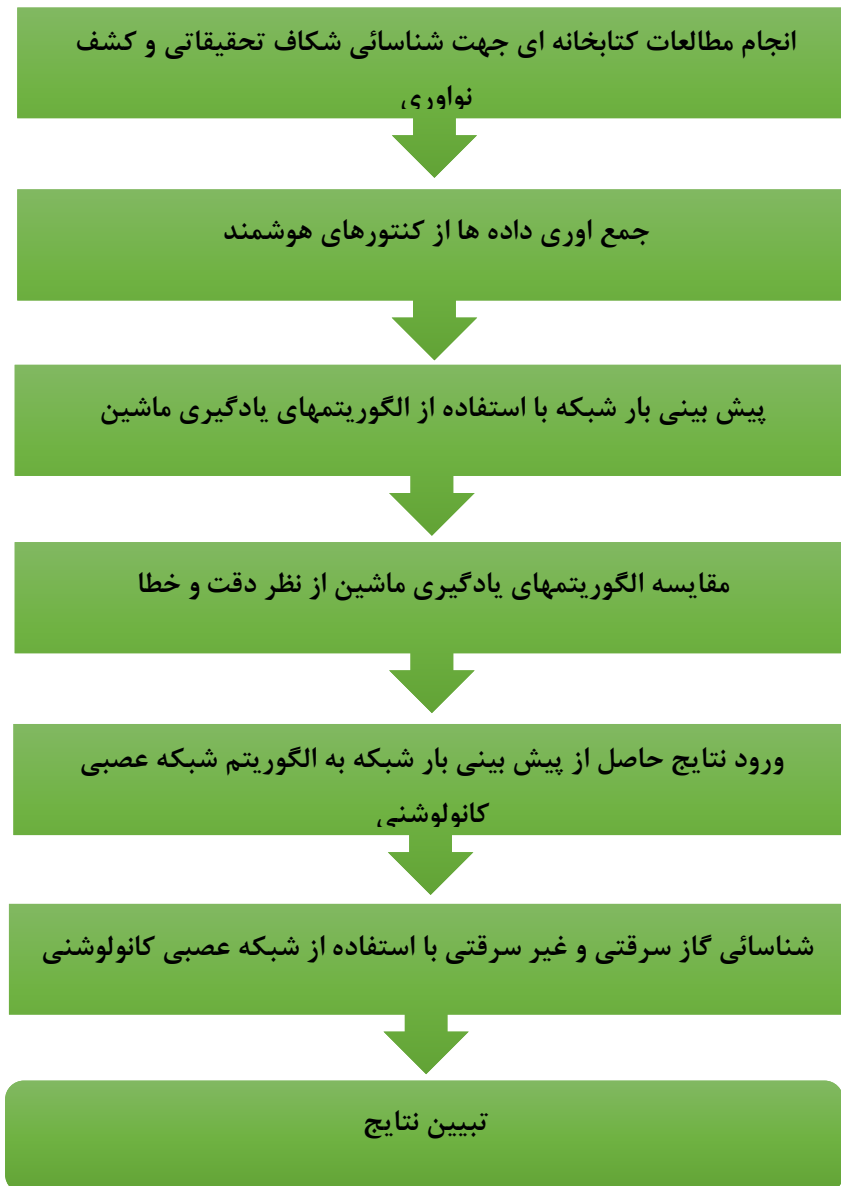 انجام مطالعات کتابخانه ای جهت شناسائی شکاف تحقیقاتی و کشف
نواوری
جمع اوری داده ها از کنتورهای هوشمند
پیش بینی بار شبکه با استفاده از الگوریتمهای یادگیری ماشین
مقایسه الگوریتمهای یادگیری ماشین از نظر دقت و خطا
ورود نتایج حاصل از پیش بینی بار شبکه به الگوریتم شبکه عصبی
کانولوشنی
شناسائی گاز سرقتی و غیر سرقتی با استفاده از شبکه عصبی کانولوشنی
تبیین نتایج